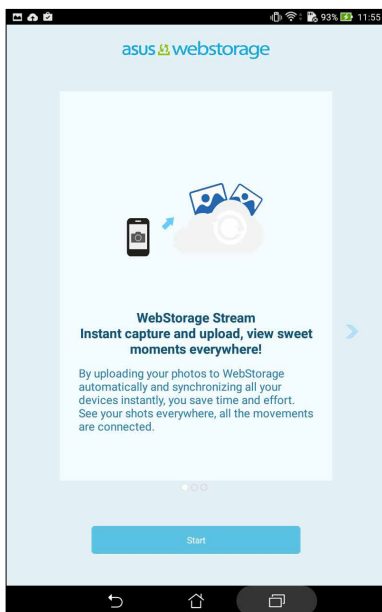 93% 11:55
asus webstorage
WebStorage Stream
Instant capture and upload, view sweet
moments everywhere!
By uploading your photos to WebStorage
automatically and synchronizing all your
devices instantly, you save time and effort.
See your shots everywhere, all the movements
are connected.
Start